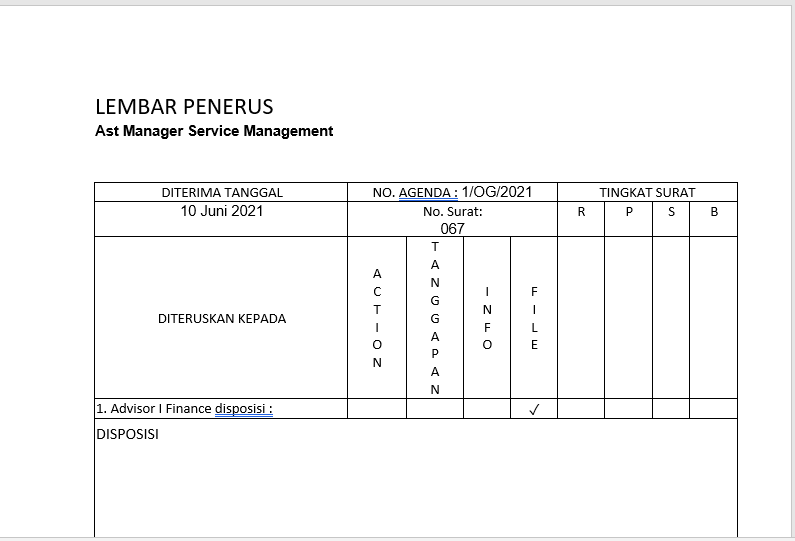 LEMBAR PENERUS
Ast Manager Service Management
DITERIMA TANGGAL NO. AGENDA : 1/OG/2021 TINGKAT SURAT
10 Juni 2021 No. Surat: R P S B
067
DITERUSKAN KEPADA ACTION TANGGAPAN INFO FILE
1. Advisor I Finance disposisi : ✓
DISPOSISI